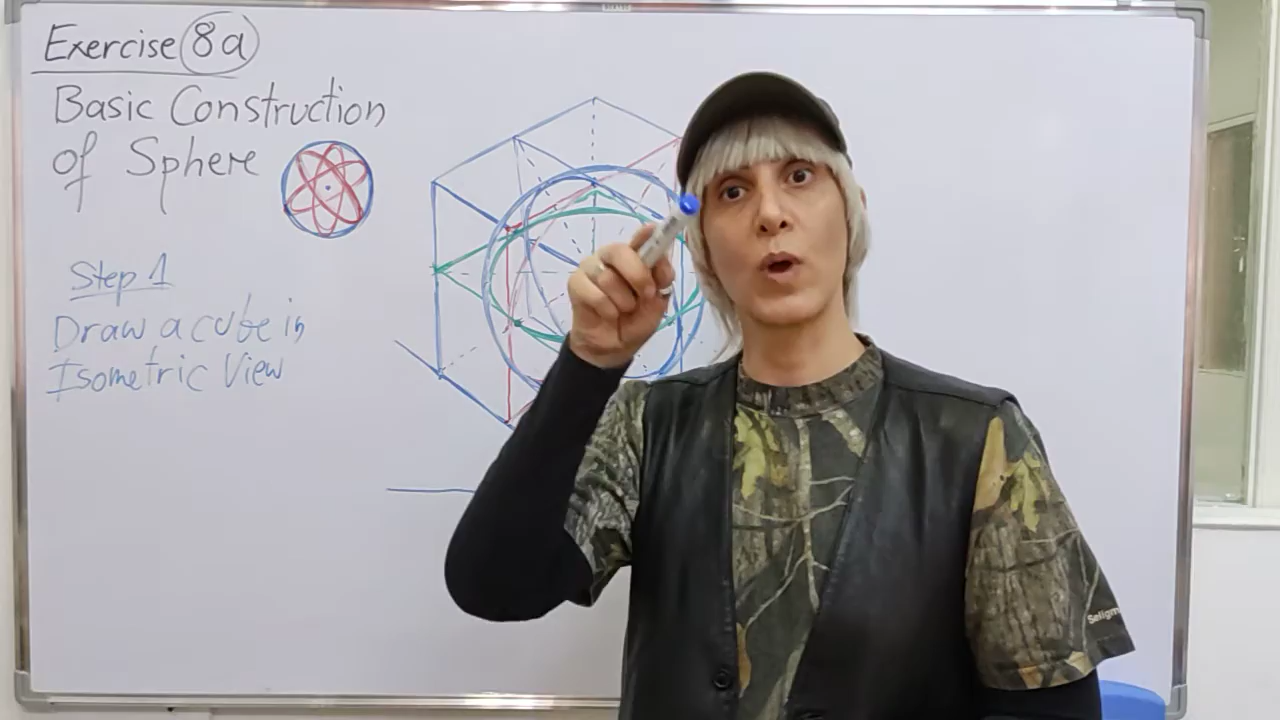 Exercise 8a
Basic Construction
of Sphere
Step 1
Draw a cube in
Isometric View